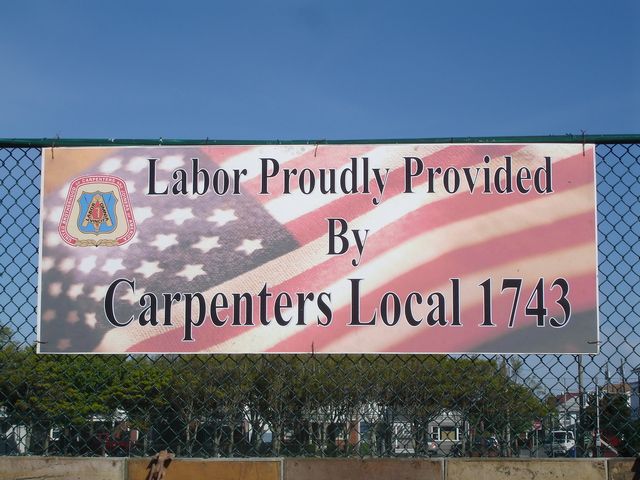 Labor Proudly Provided
By
Carpenters Local 1743